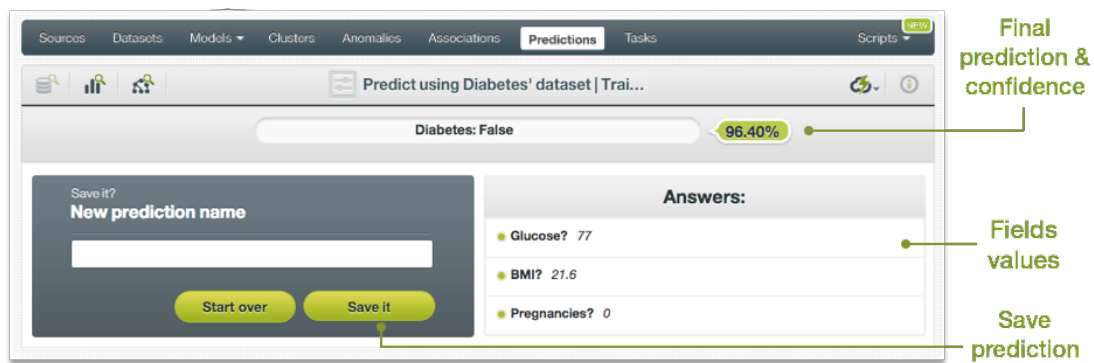 Sources Datasets Models Clusters Anomalies Associations Predictions Tasks Scripts NEW
Final
prediction &
confidence
Predict using Diabetes' dataset | Trai...
Diabetes: False 96.40%
Save it?
New prediction name
Start over Save it
Answers:
Glucose? 77
BMI? 21.6
Pregnancies? 0
Fields
values
Save
prediction